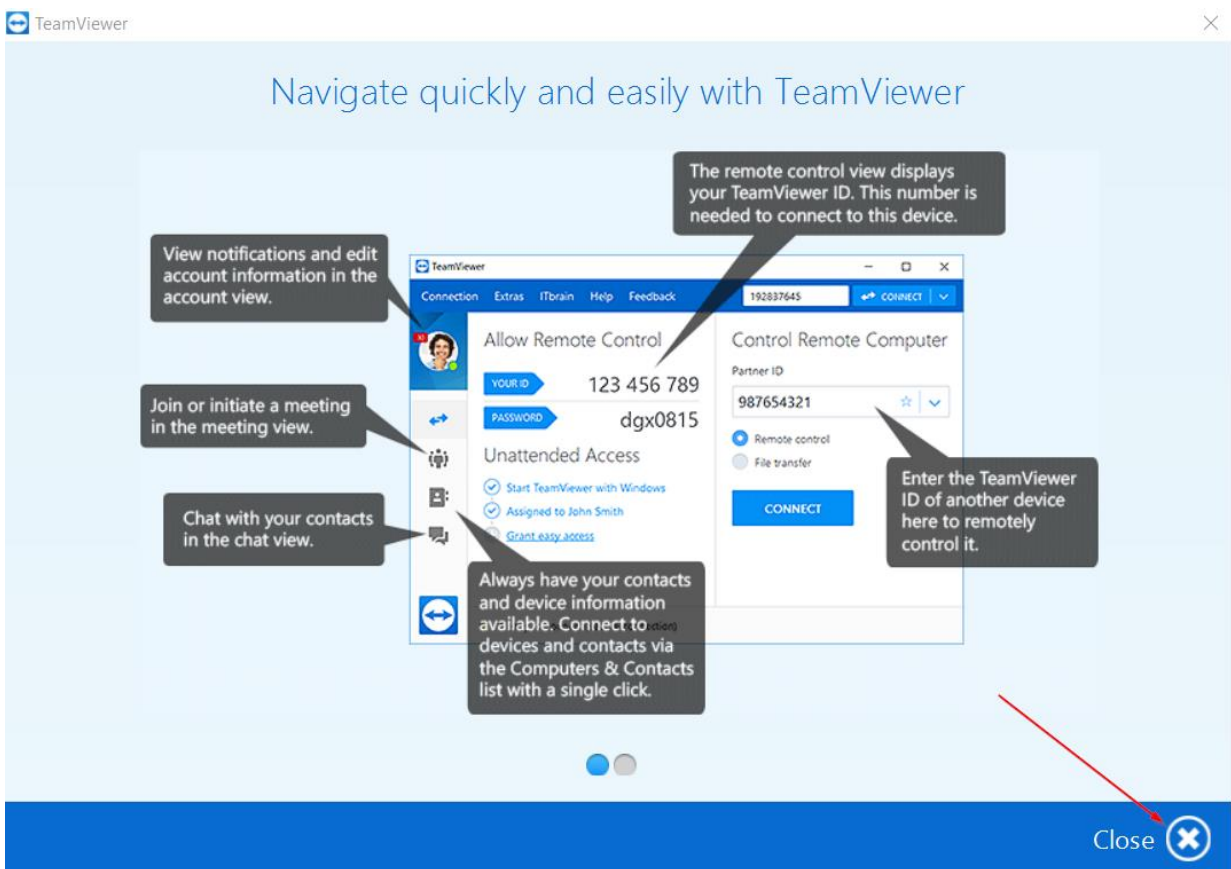 TeamViewer
Navigate quickly and easily with TeamViewer
The remote control view displays
your TeamViewer ID. This number is
needed to connect to this device.
View notifications and edit
account information in the
account view.
TeamViewer
Connection Extras ITbrain Help Feedback 192837645 CONNECT
Allow Remote Control
YOUR ID 123 456 789
PASSWORD dgx0815
Unattended Access
Start TeamViewer with Windows
Assigned to John Smith
Grant easy access
Control Remote Computer
Partner ID
987654321
Remote control
File transfer
CONNECT
Join or initiate a meeting
in the meeting view.
Chat with your contacts
in the chat view.
Enter the TeamViewer
ID of another device
here to remotely
control it.
Always have your contacts
and device information
available. Connect to
devices and contacts via
the Computers & Contacts
list with a single click.
Close